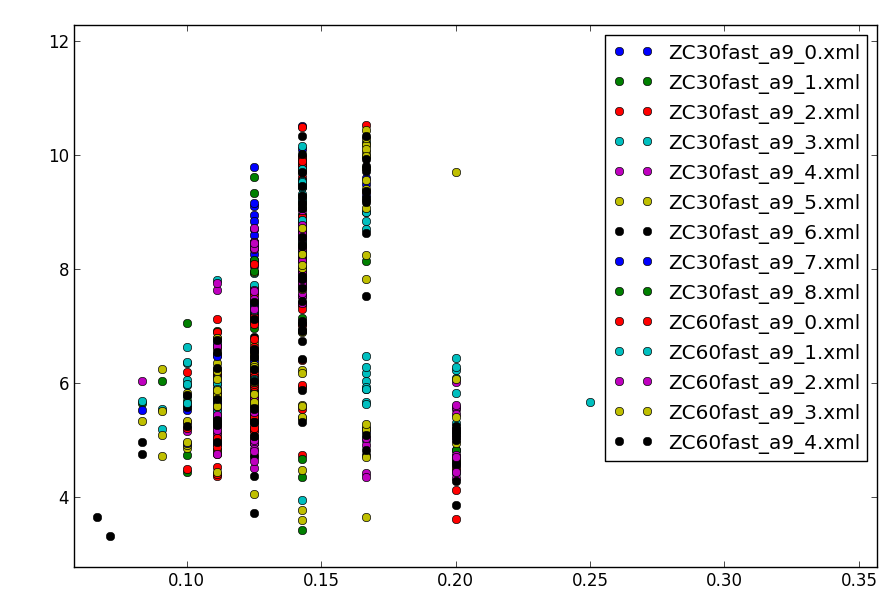 12
10
8
6
4
0.10 0.15 0.20 0.25 0.30 0.35
ZC30fast_a9_0.xml
ZC30fast_a9_1.xml
ZC30fast_a9_2.xml
ZC30fast_a9_3.xml
ZC30fast_a9_4.xml
ZC30fast_a9_5.xml
ZC30fast_a9_6.xml
ZC30fast_a9_7.xml
ZC30fast_a9_8.xml
ZC60fast_a9_0.xml
ZC60fast_a9_1.xml
ZC60fast_a9_2.xml
ZC60fast_a9_3.xml
ZC60fast_a9_4.xml